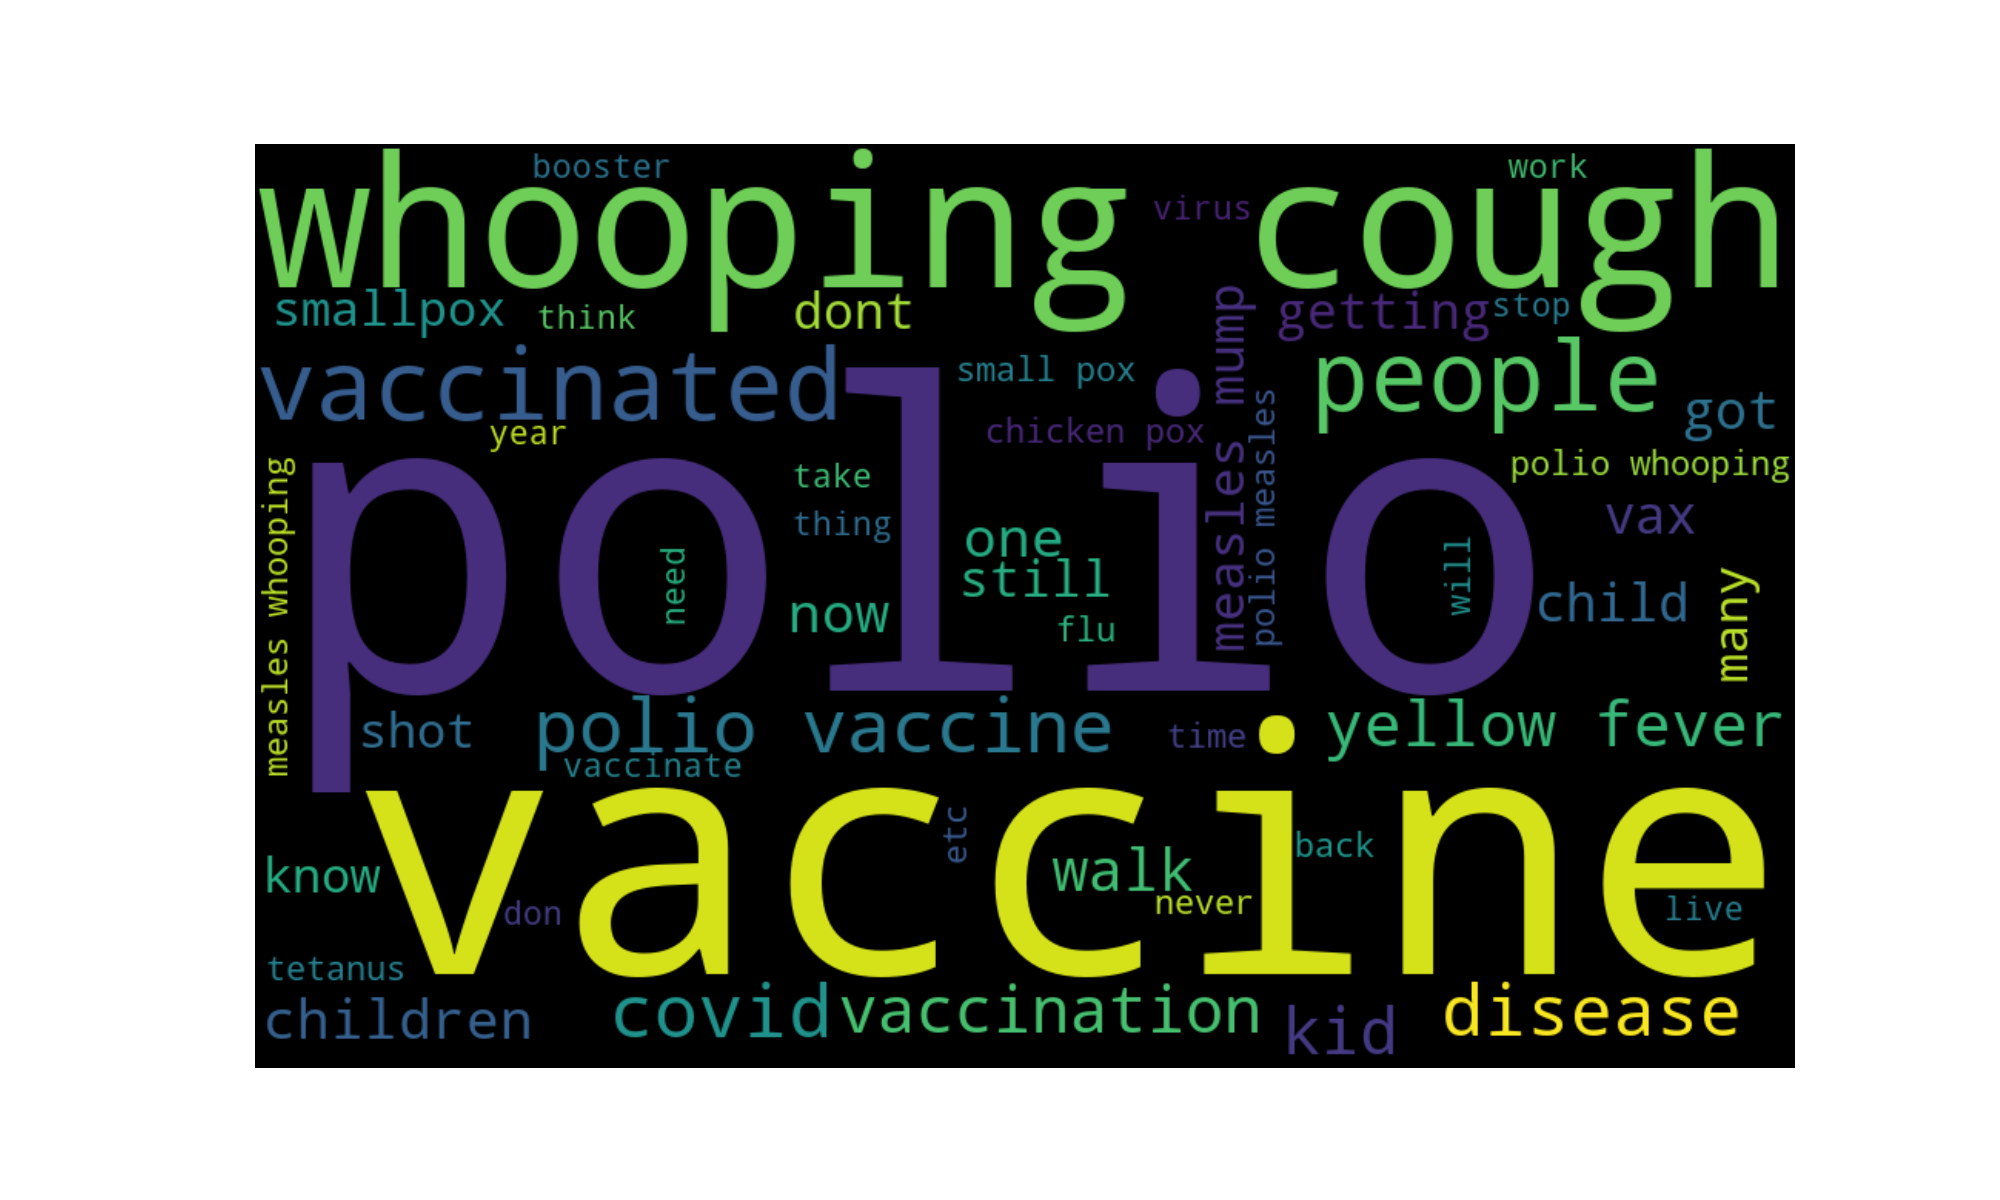 booster
work
whooping cough
virus
smallpox
think
dont
getting
stop
measles mump
vaccinated
small pox
people
got
year
chicken pox
polio measles
polio
polio whooping
measles whooping
take
thing
one
vax
still
need
will
now
flu
child
many
shot
polio vaccine
time
yellow fever
vaccinate
vaccine
etc
back
know
walk
never
don
live
tetanus
children
covid
vaccination
kid
disease